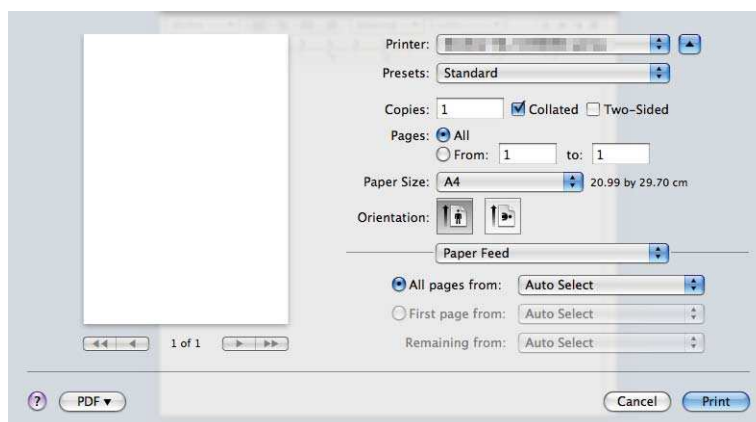 Printer:
Presets: Standard
Copies: 1 Collated Two-Sided
Pages: All
From: 1 to: 1
Paper Size: A4 20.99 by 29.70 cm
Orientation:
Paper Feed
All pages from: Auto Select
First page from: Auto Select
Remaining from: Auto Select
1 of 1
? PDF ▼ Cancel Print